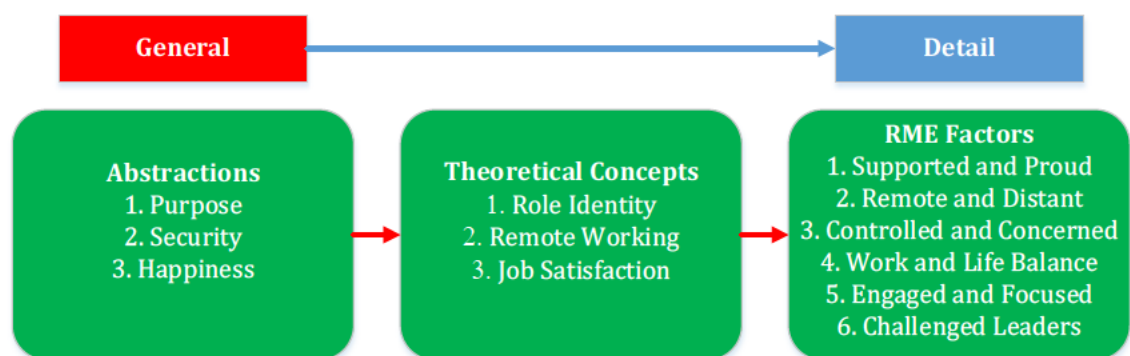 General
Detail
Abstractions
1. Purpose
2. Security
3. Happiness
Theoretical Concepts
1. Role Identity
2. Remote Working
3. Job Satisfaction
RME Factors
1. Supported and Proud
2. Remote and Distant
3. Controlled and Concerned
4. Work and Life Balance
5. Engaged and Focused
6. Challenged Leaders